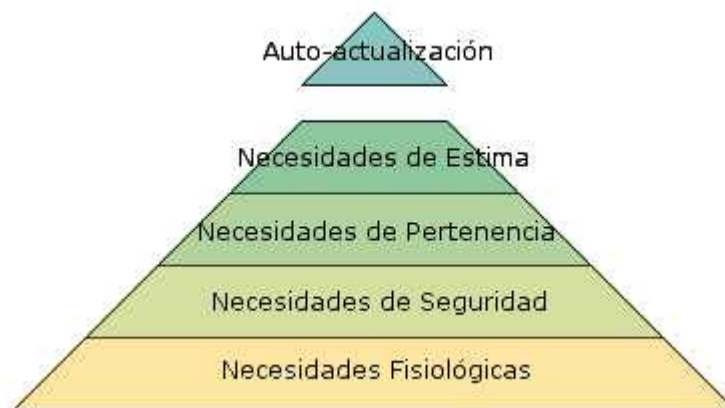 Auto-actualización
Necesidades de Estima
Necesidades de Pertenencia
Necesidades de Seguridad
Necesidades Fisiológicas